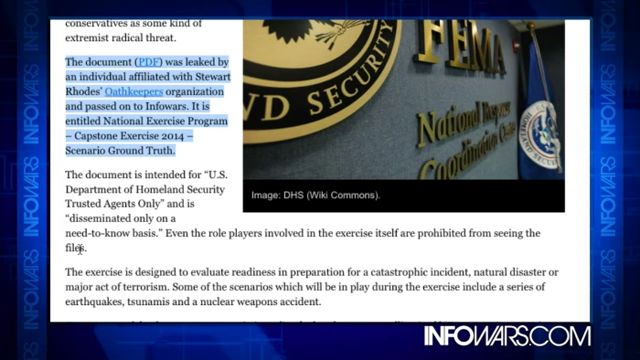 conservatives as some kind of
extremist radical threat.
The document (PDF) was leaked by
an individual affiliated with Stewart
Rhodes' Oathkeepers organization
and passed on to Infowars. It is
entitled National Exercise Program
– Capstone Exercise 2014 –
Scenario Ground Truth.
The document is intended for “U.S.
Department of Homeland Security
Trusted Agents Only” and is
“disseminated only on a
need-to-know basis.” Even the role players involved in the exercise itself are prohibited from seeing the
files.
The exercise is designed to evaluate readiness in preparation for a catastrophic incident, natural disaster or
major act of terrorism. Some of the scenarios which will be in play during the exercise include a series of
earthquakes, tsunamis and a nuclear weapons accident.
FEMA
ND SECURITY
National Response
Coordination Center
Image: DHS (Wiki Commons).
INFOWARS
INFOWARS
INFOWARS.COM